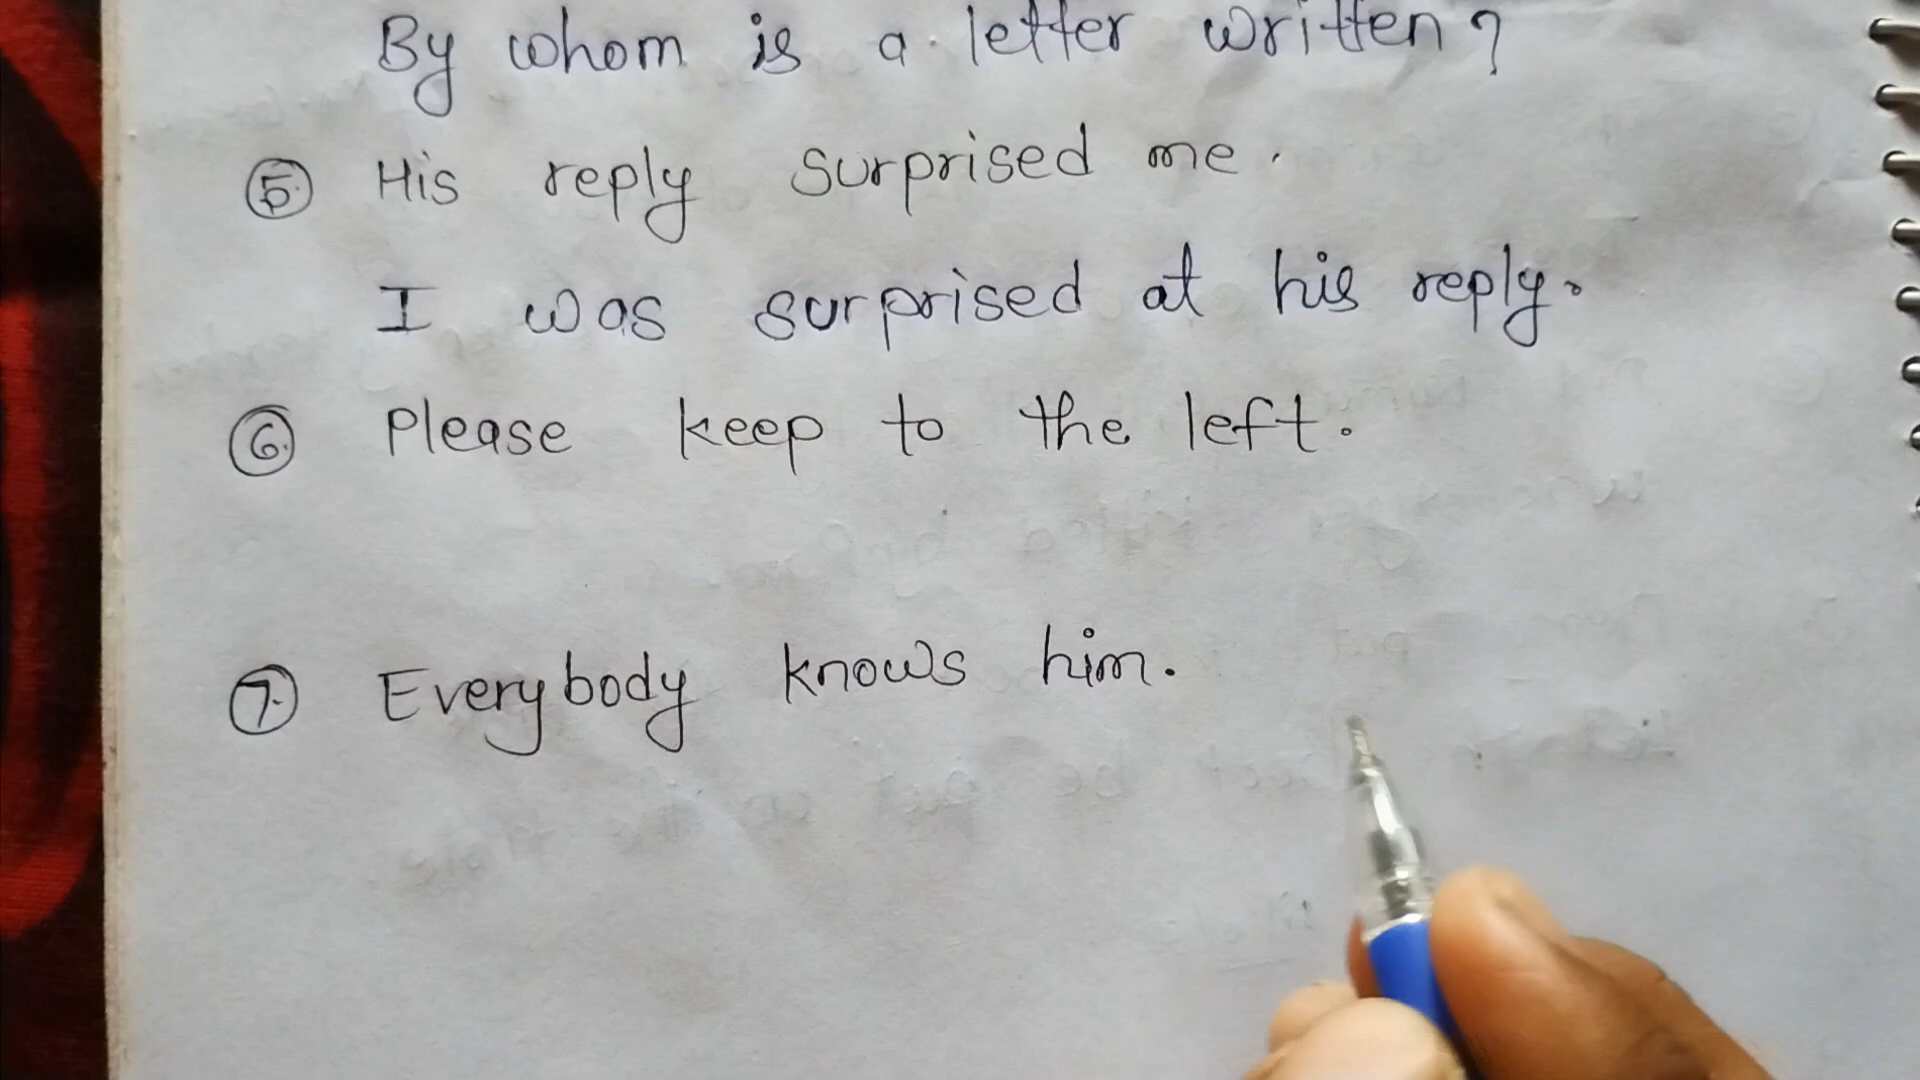 By whom is a letter written?
5. His reply surprised me.
I was surprised at his reply.
6. Please keep to the left.
7. Everybody knows him.